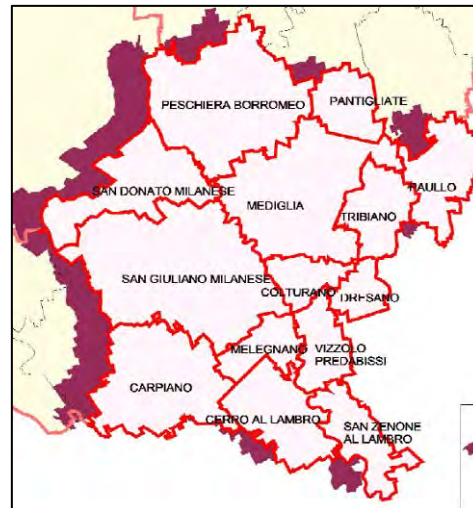 PESCHIERA BORROMEO
PANTIGLIATE
PAULLO
SAN DONATO MILANESE
MEDIGLIA
TRIBIANO
SAN GIULIANO MILANESE
COLTURANO
DRESANO
MELEGNANO
VIZZOLO
PREDABISSI
CARPIANO
CERRO AL LAMBRO
SAN ZENONE
AL LAMBRO